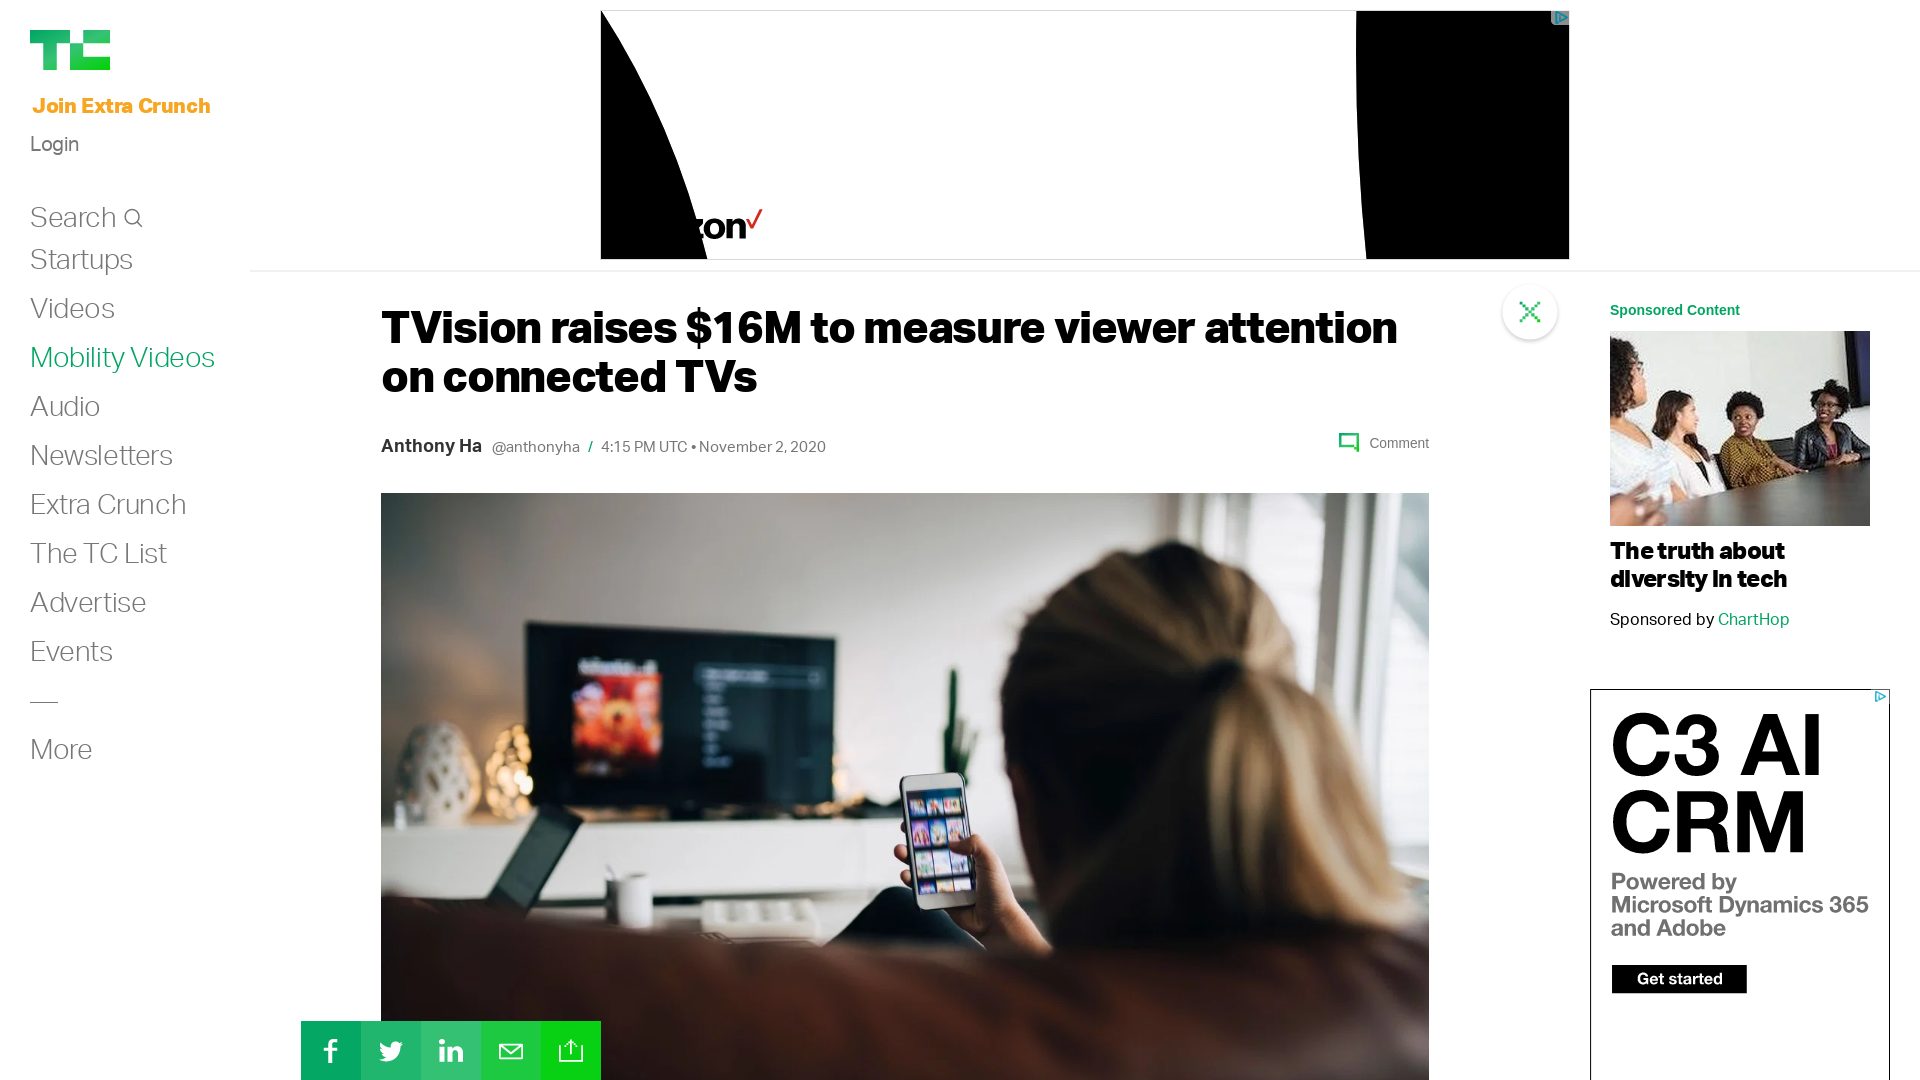 TC
Join Extra Crunch
Login
Search
Startups
Videos
Mobility Videos
Audio
Newsletters
Extra Crunch
The TC List
Advertise
Events
More
zon
TVision raises $16M to measure viewer attention
on connected TVs
Anthony Ha @anthonyha / 4:15 PM UTC • November 2, 2020
Comment
Sponsored Content
The truth about
diversity in tech
Sponsored by ChartHop
C3 AI
CRM
Powered by
Microsoft Dynamics 365
and Adobe
Get started